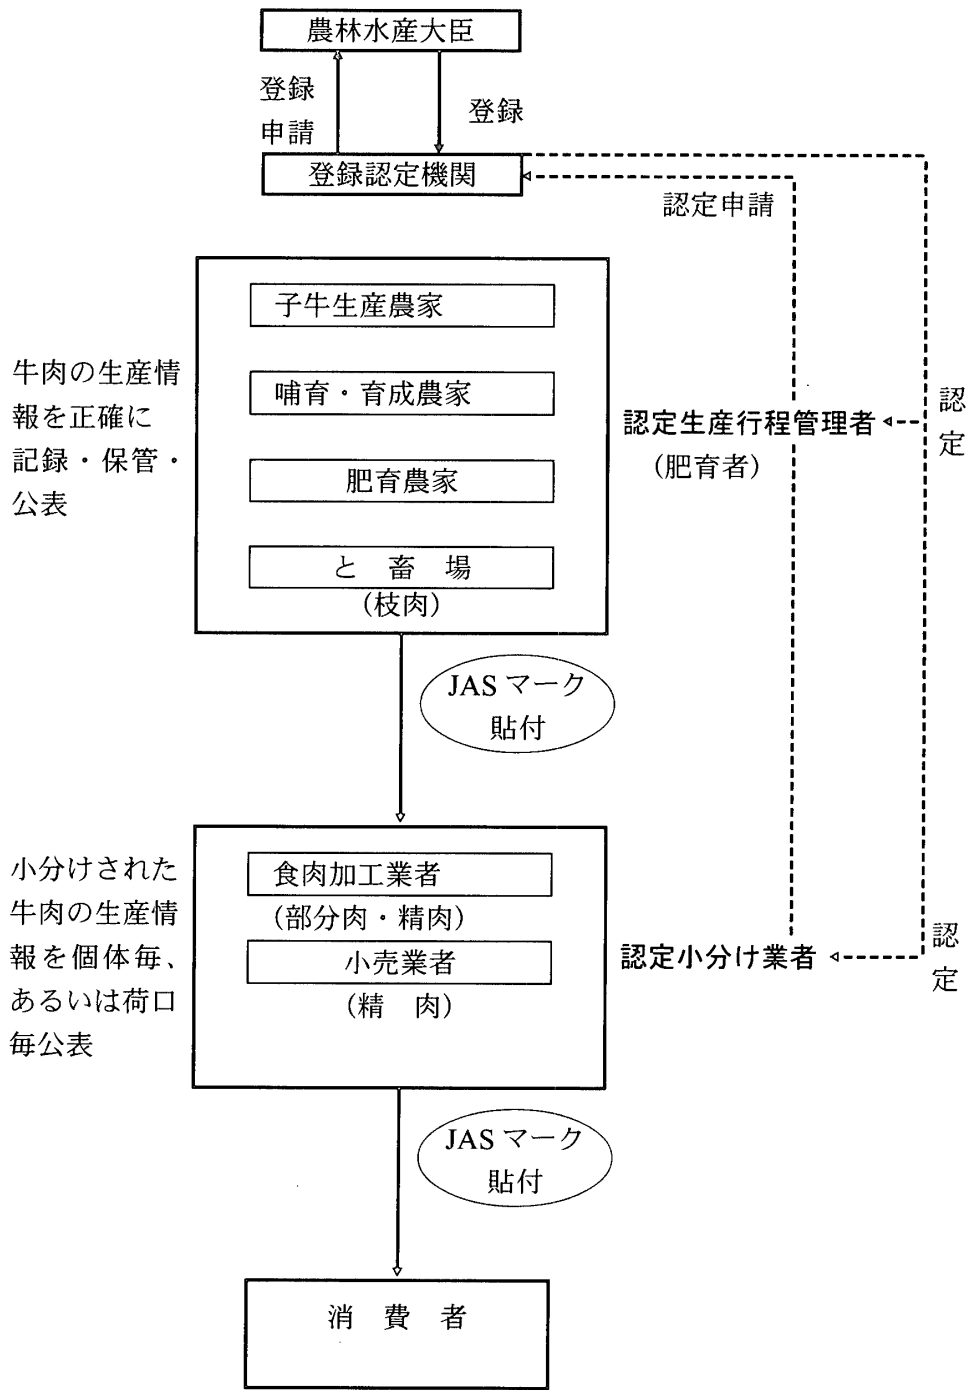 農林水産大臣
登録
申請
登録
登録認定機関
認定申請
子牛生産農家
哺育・育成農家
肥育農家
と 畜 場
(枝肉)
牛肉の生産情
報を正確に
記録・保管・
公表
認定生産行程管理者
(肥育者)
認
定
JAS マーク
貼付
食肉加工業者
(部分肉・精肉)
小売業者
(精 肉)
小分けされた
牛肉の生産情
報を個体毎、
あるいは荷口
毎公表
認定小分け業者
認
定
JAS マーク
貼付
消 費 者